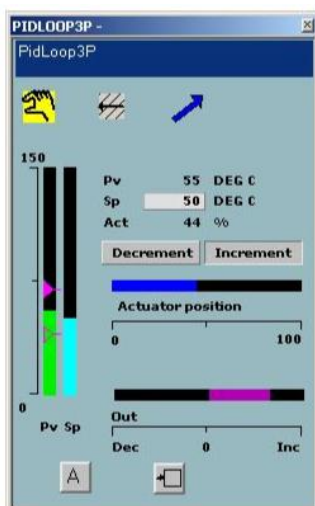 PIDLOOP3P -
PidLoop3P
150
Pv 55 DEG C
Sp 50 DEG C
Act 44 %
Decrement Increment
Actuator position
0 100
0
Pv Sp
Out
Dec 0 Inc
A